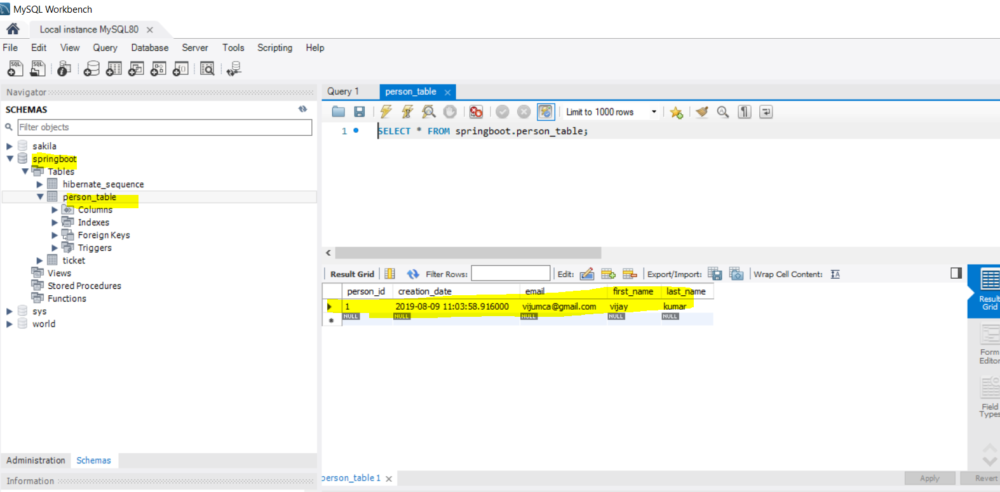 MySQL Workbench
Local instance MySQL80
File Edit View Query Database Server Tools Scripting Help
Navigator
SCHEMAS
Filter objects
sakila
springboot
Tables
hibernate_sequence
person_table
Columns
Indexes
Foreign Keys
Triggers
ticket
Views
Stored Procedures
Functions
sys
world
Administration Schemas
Information
Query 1 person_table
Limit to 1000 rows
1 SELECT * FROM springboot.person_table;
Result Grid Filter Rows: Edit: Export/Import: Wrap Cell Content:
person_id creation_date email first_name last_name
1 2019-08-09 11:03:58.916000 vijumca@gmail.com vijay kumar
NULL NULL NULL NULL NULL
Result
Grid
Form
Editor
Field
Types
person_table 1
Apply Revert